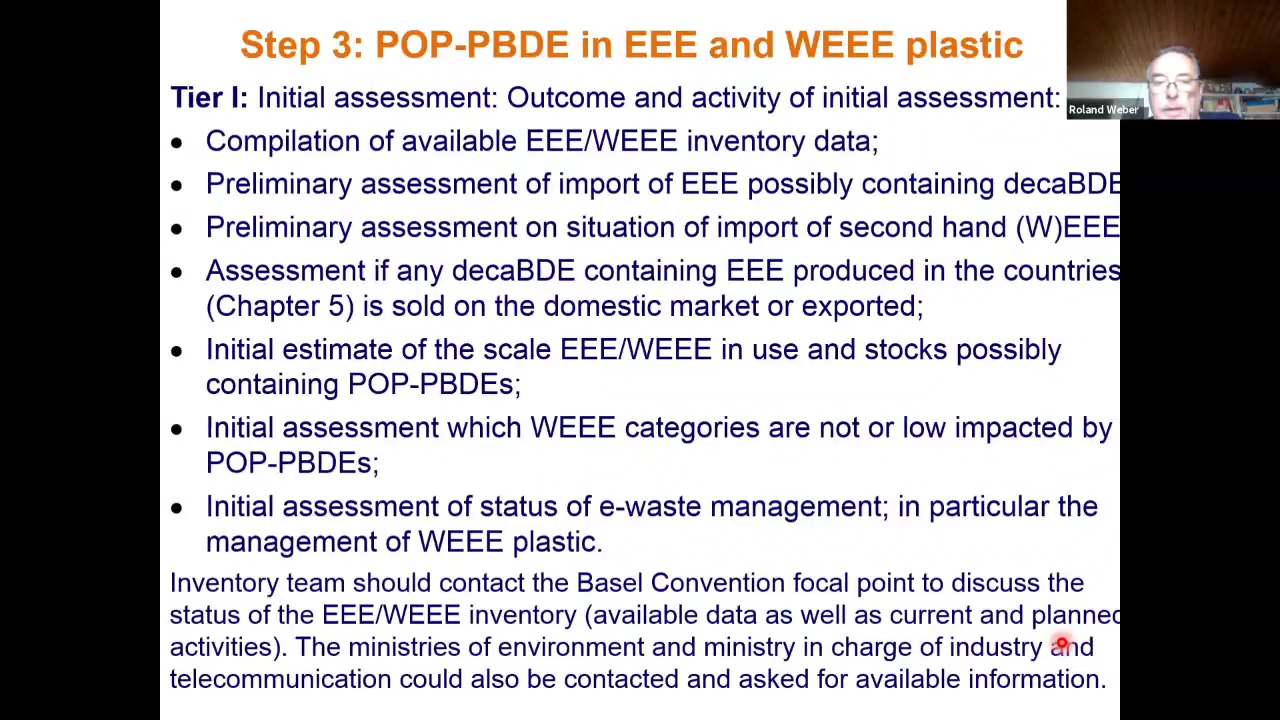 Step 3: POP-PBDE in EEE and WEEE plastic
Roland Weber
Tier I: Initial assessment: Outcome and activity of initial assessment:
• Compilation of available EEE/WEEE inventory data;
• Preliminary assessment of import of EEE possibly containing decaBDE
• Preliminary assessment on situation of import of second hand (W)EEE
• Assessment if any decaBDE containing EEE produced in the countries
(Chapter 5) is sold on the domestic market or exported;
• Initial estimate of the scale EEE/WEEE in use and stocks possibly
containing POP-PBDEs;
• Initial assessment which WEEE categories are not or low impacted by
POP-PBDEs;
• Initial assessment of status of e-waste management; in particular the
management of WEEE plastic.
Inventory team should contact the Basel Convention focal point to discuss the
status of the EEE/WEEE inventory (available data as well as current and planned
activities). The ministries of environment and ministry in charge of industry and
telecommunication could also be contacted and asked for available information.